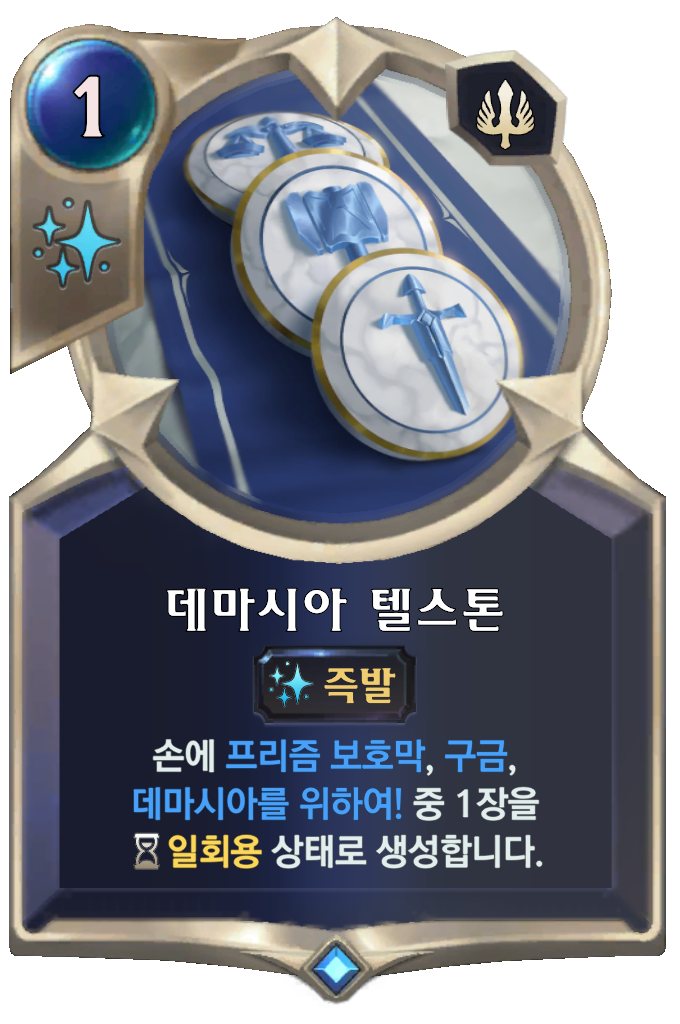 1
데마시아 텔스톤
즉발
손에 프리즘 보호막, 구금,
데마시아를 위하여! 중 1장을
일회용 상태로 생성합니다.